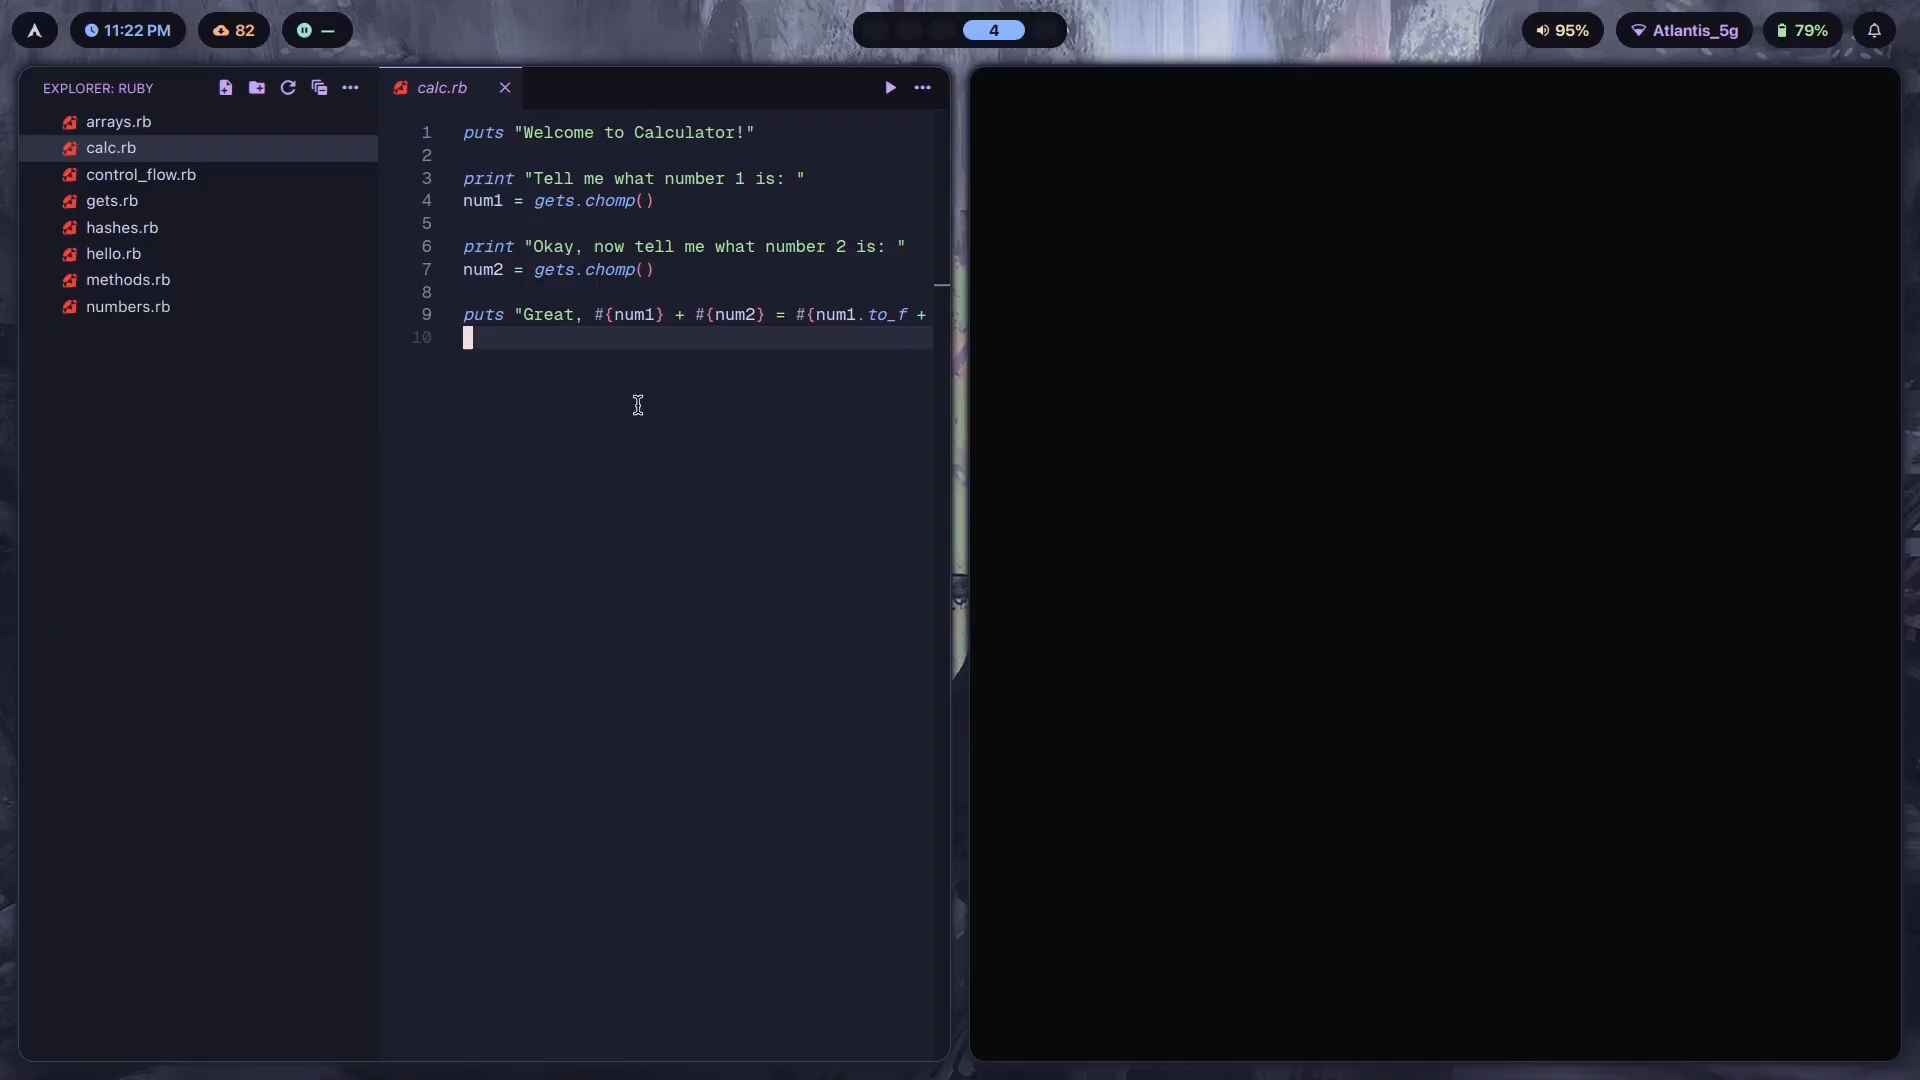 11:22 PM
82
4
95%
Atlantis_5g
79%
EXPLORER: RUBY
arrays.rb
calc.rb
control_flow.rb
gets.rb
hashes.rb
hello.rb
methods.rb
numbers.rb
calc.rb
1 puts "Welcome to Calculator!"
2
3 print "Tell me what number 1 is: "
4 num1 = gets.chomp()
5
6 print "Okay, now tell me what number 2 is: "
7 num2 = gets.chomp()
8
9 puts "Great, #{num1} + #{num2} = #{num1.to_f +
10